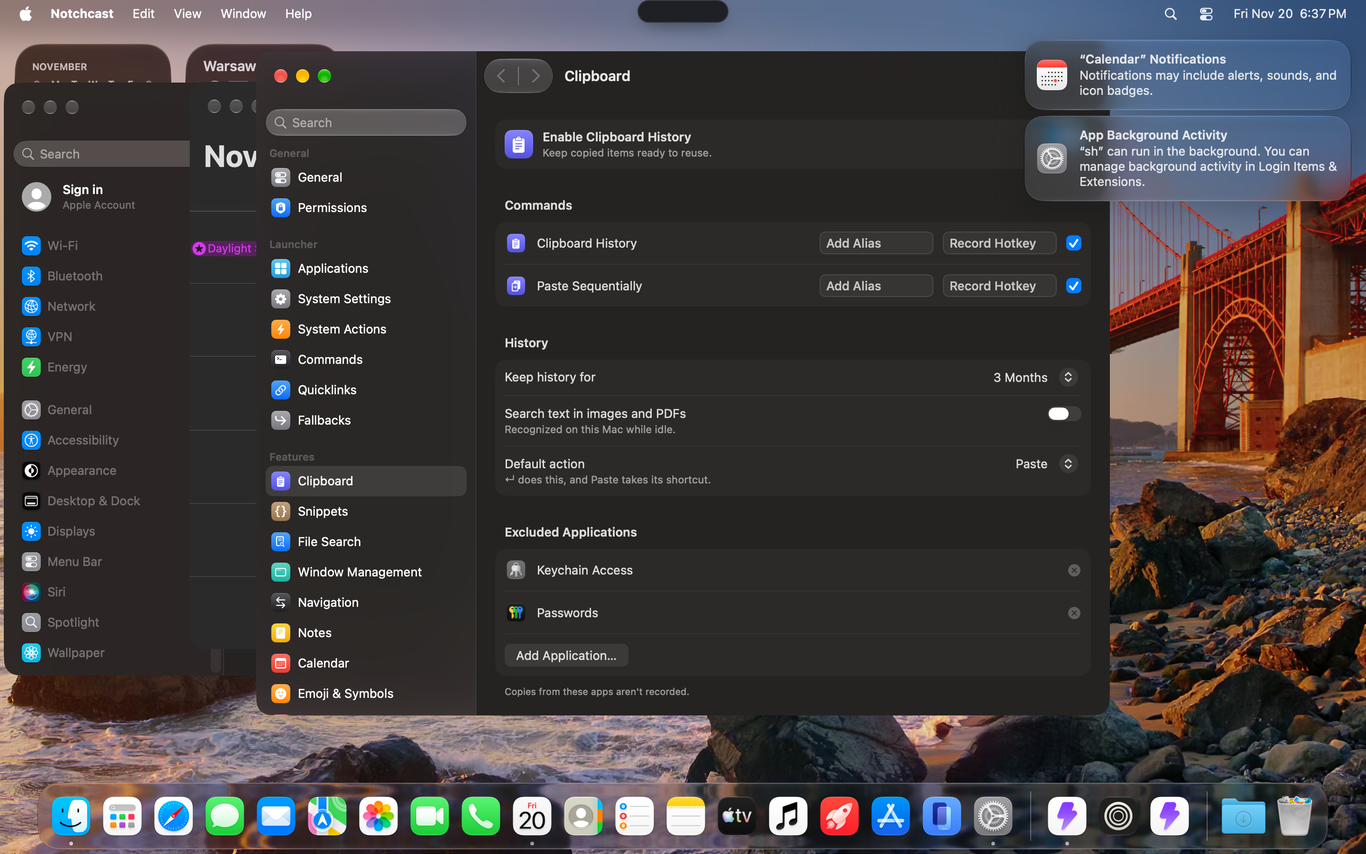 Notchcast Edit View Window Help
Fri Nov 20 6:37 PM
NOVEMBER
Warsaw
Search
Sign in
Apple Account
Wi-Fi
Bluetooth
Network
VPN
Energy
General
Accessibility
Appearance
Desktop & Dock
Displays
Menu Bar
Siri
Spotlight
Wallpaper
Nov
Daylight
Search
General
General
Permissions
Launcher
Applications
System Settings
System Actions
Commands
Quicklinks
Fallbacks
Features
Clipboard
Snippets
File Search
Window Management
Navigation
Notes
Calendar
Emoji & Symbols
Clipboard
Enable Clipboard History
Keep copied items ready to reuse.
Commands
Clipboard History Add Alias Record Hotkey
Paste Sequentially Add Alias Record Hotkey
History
Keep history for 3 Months
Search text in images and PDFs
Recognized on this Mac while idle.
Default action Paste
↵ does this, and Paste takes its shortcut.
Excluded Applications
Keychain Access
Passwords
Add Application...
Copies from these apps aren't recorded.
“Calendar” Notifications
Notifications may include alerts, sounds, and
icon badges.
App Background Activity
“sh” can run in the background. You can
manage background activity in Login Items &
Extensions.
Fri
20
tv